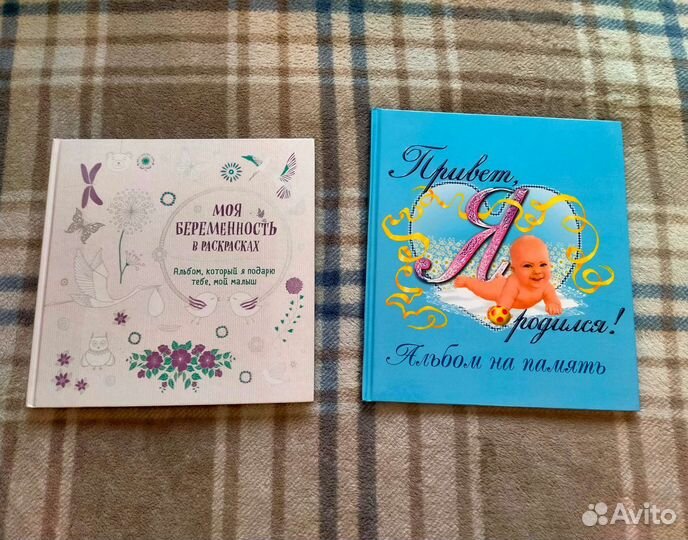 МОЯ
БЕРЕМЕННОСТЬ
В РАСКРАСКАХ
Альбом, который я подарю
тебе, мой малыш
Привет,
Я
родился!
Альбом на память
Avito